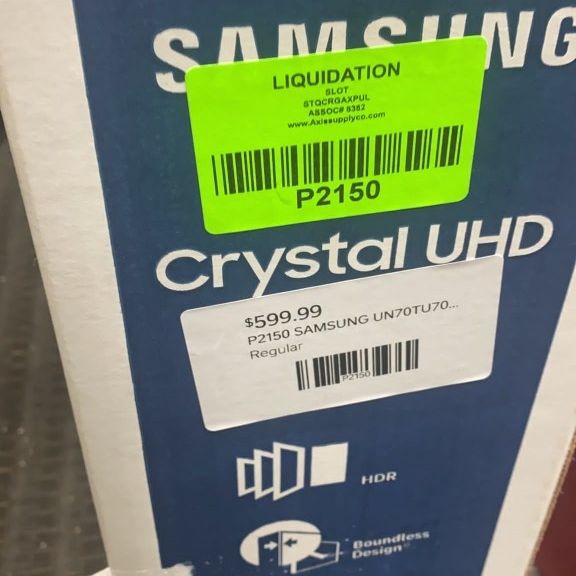 SAMSUNG
LIQUIDATION
SLOT
STQCRGAXPUL
ASSOC# 8382
www.Axissupplyco.com
P2150
Crystal UHD
$599.99
P2150 SAMSUNG UN70TU70...
Regular
P2150
HDR
Boundless
Design